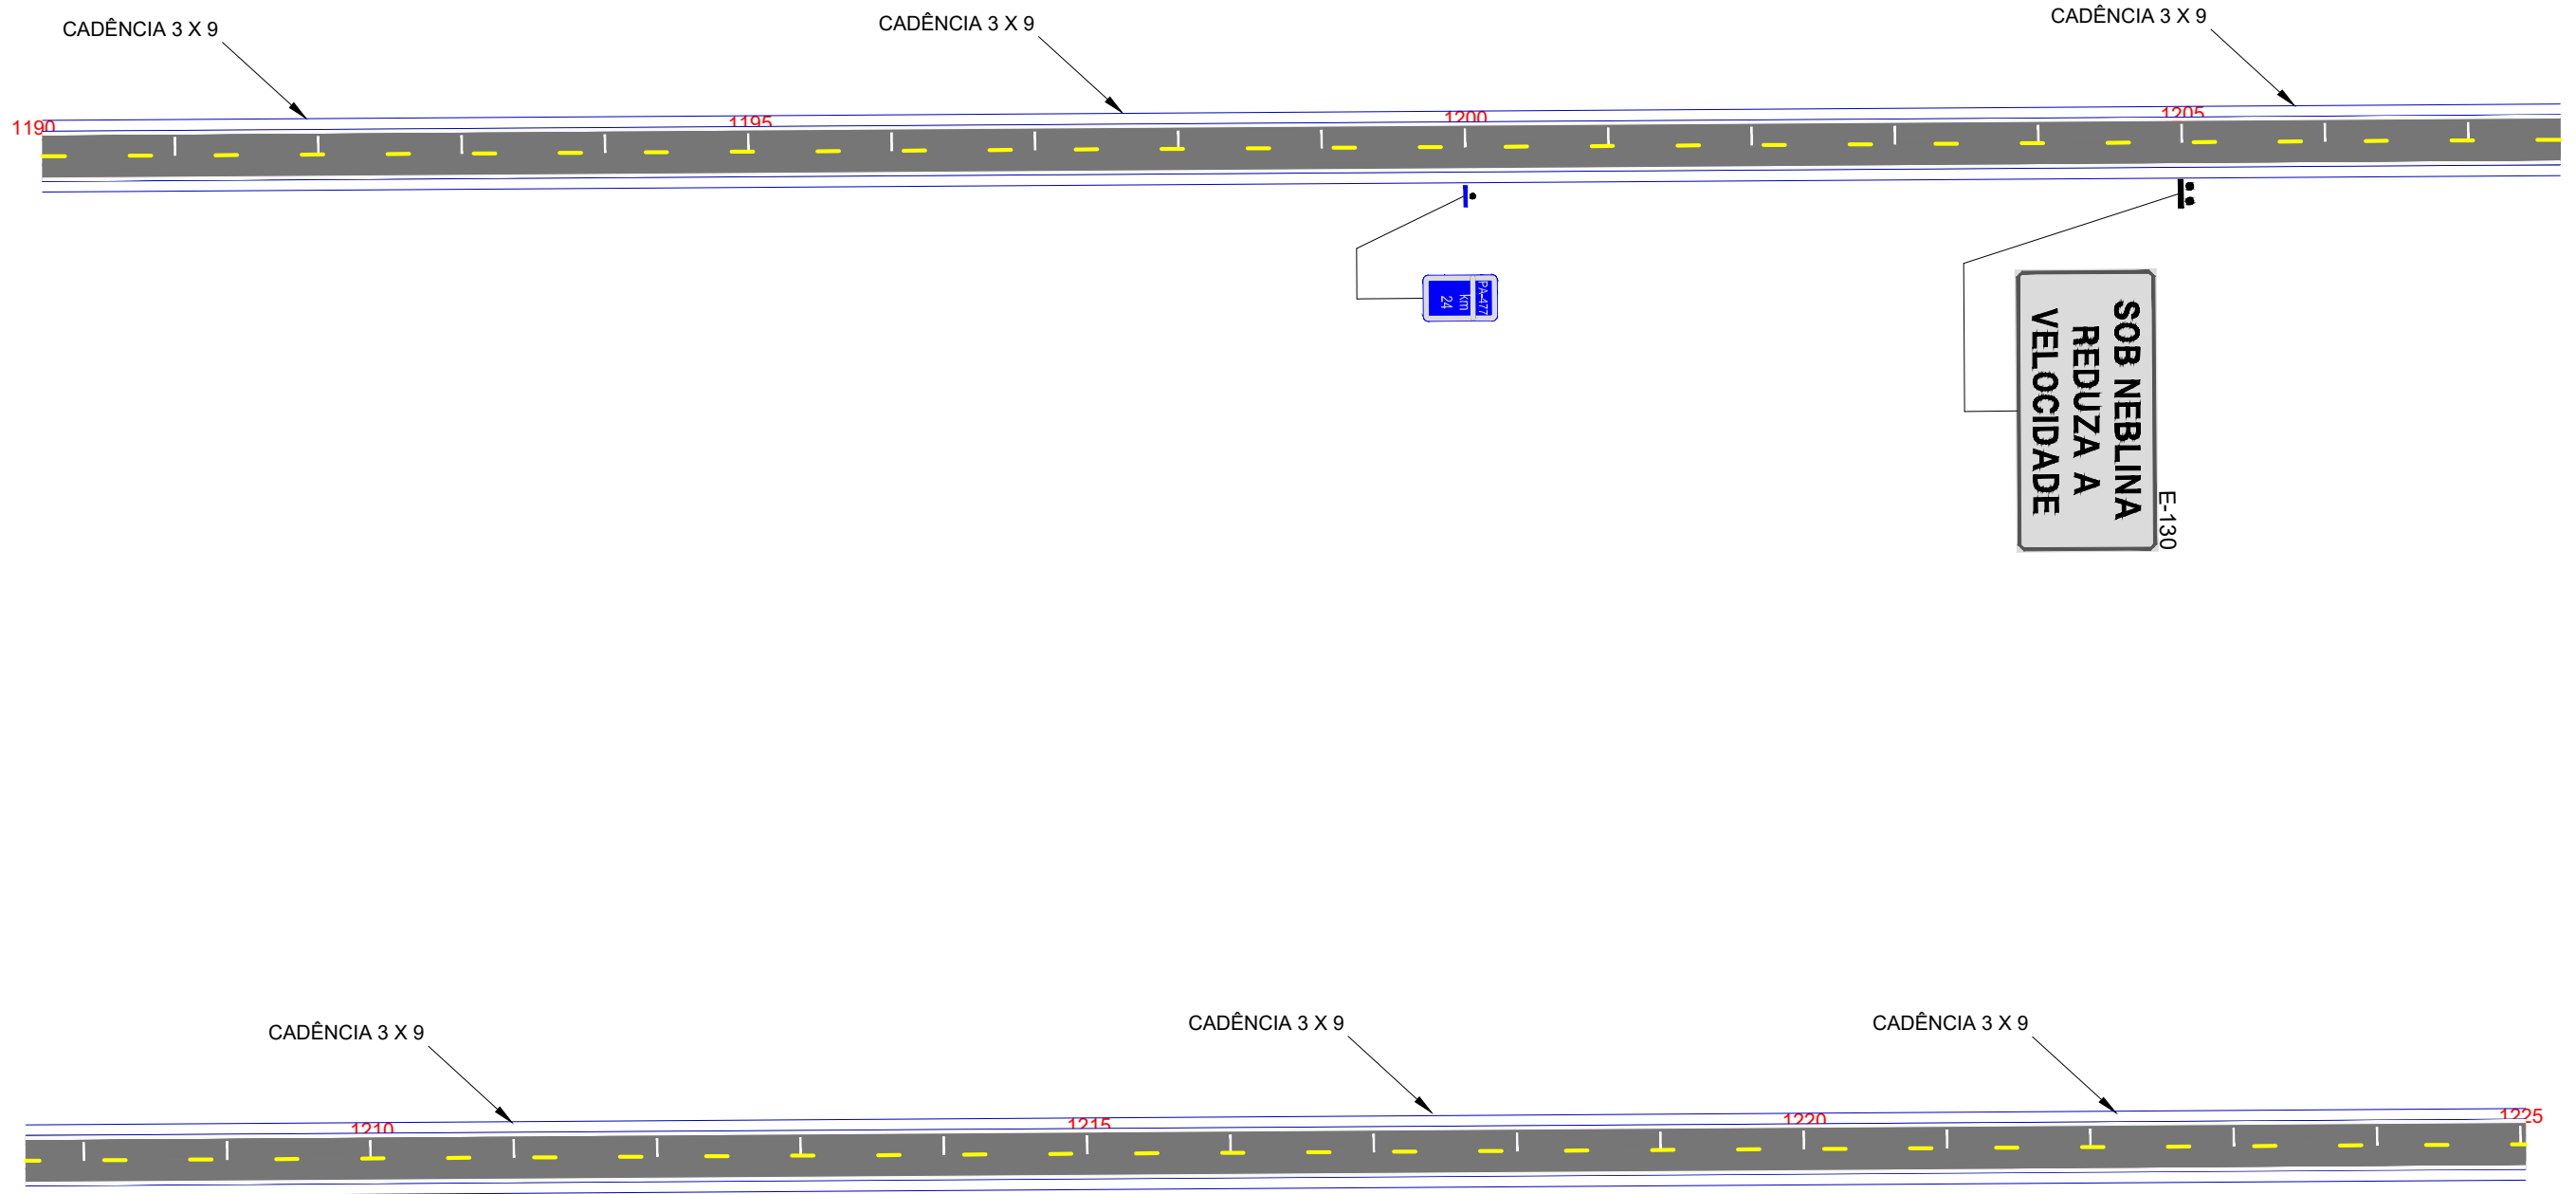 CADÊNCIA 3 X 9
CADÊNCIA 3 X 9
CADÊNCIA 3 X 9
1190
1195
1200
1205
PA-477
km
24
SOB NEBLINA
REDUZA A
VELOCIDADE
E-130
CADÊNCIA 3 X 9
CADÊNCIA 3 X 9
CADÊNCIA 3 X 9
1210
1215
1220
1225